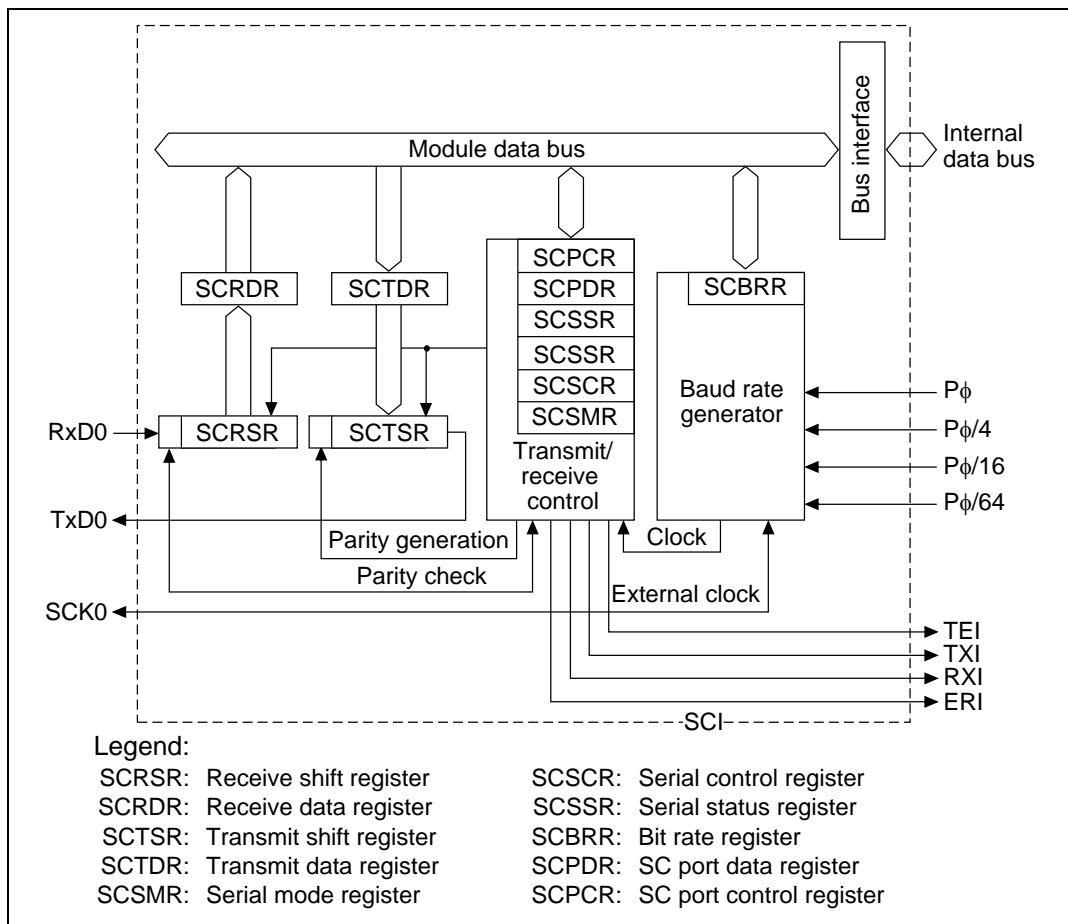 Bus interface
Internal
data bus
Module data bus
SCPCR
SCPDR
SCSSR
SCSSR
SCSCR
SCSMR
Transmit/
receive
control
SCRDR
SCTDR
SCBRR
Baud rate
generator
Pϕ
Pϕ/4
Pϕ/16
Pϕ/64
RxD0
SCRSR
SCTSR
TxD0
Parity generation
Clock
Parity check
External clock
SCK0
TEI
TXI
RXI
ERI
SCI
Legend:
SCRSR: Receive shift register
SCRDR: Receive data register
SCTSR: Transmit shift register
SCTDR: Transmit data register
SCSMR: Serial mode register
SCSCR: Serial control register
SCSSR: Serial status register
SCBRR: Bit rate register
SCPDR: SC port data register
SCPCR: SC port control register